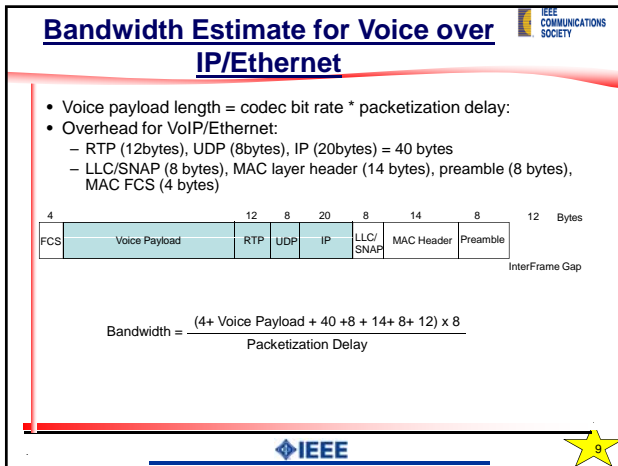 Bandwidth Estimate for Voice over
IP/Ethernet
IEEE
COMMUNICATIONS
SOCIETY
• Voice payload length = codec bit rate * packetization delay:
• Overhead for VoIP/Ethernet:
– RTP (12bytes), UDP (8bytes), IP (20bytes) = 40 bytes
– LLC/SNAP (8 bytes), MAC layer header (14 bytes), preamble (8 bytes),
MAC FCS (4 bytes)
4 12 8 20 8 14 8 12 Bytes
FCS Voice Payload RTP UDP IP LLC/ MAC Header Preamble
SNAP
InterFrame Gap
(4+ Voice Payload + 40 +8 + 14+ 8+ 12) x 8
Bandwidth =
Packetization Delay
IEEE
9